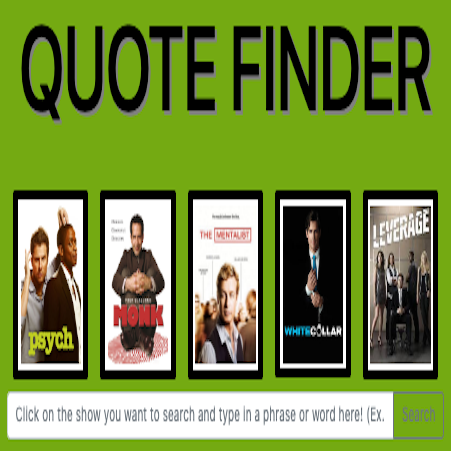 QUOTE FINDER
psych
MONK
THE MENTALIST
WHITE COLLAR
LEVERAGE
Click on the show you want to search and type in a phrase or word here! (Ex.
Search